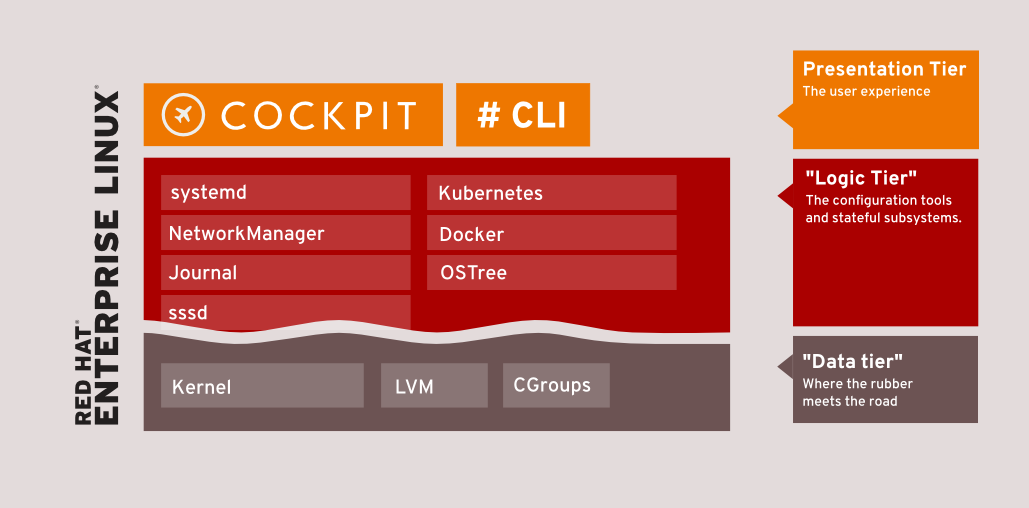 RED HAT®
ENTERPRISE LINUX®
COCKPIT
# CLI
systemd
NetworkManager
Journal
sssd
Kubernetes
Docker
OSTree
Kernel
LVM
CGroups
Presentation Tier
The user experience
"Logic Tier"
The configuration tools
and stateful subsystems.
"Data tier"
Where the rubber
meets the road